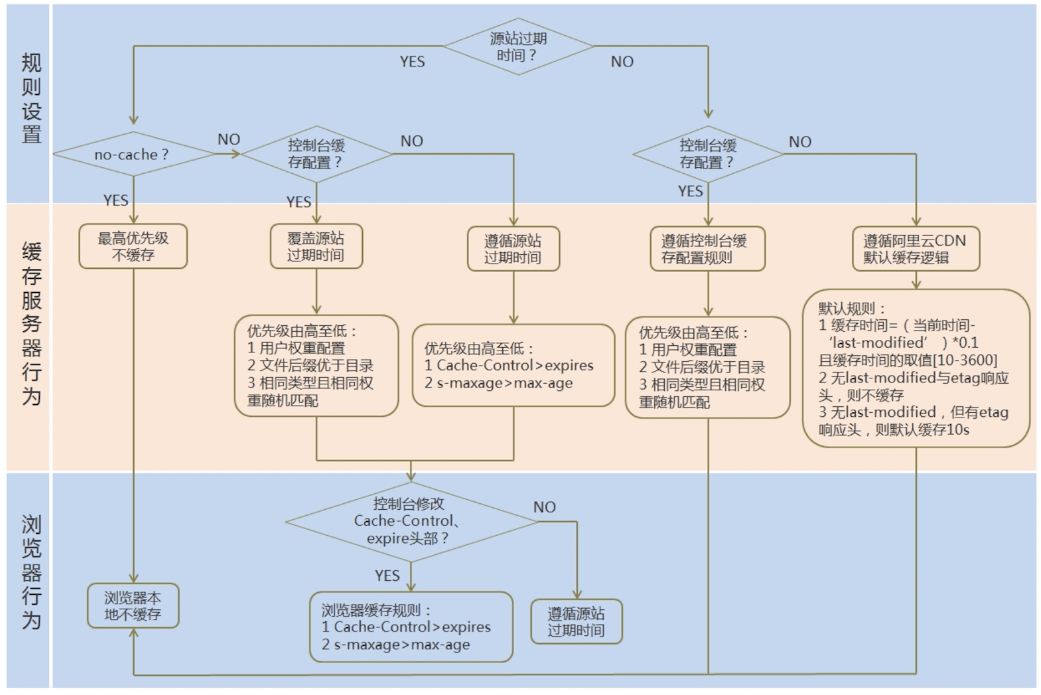 规则设置
源站过期
时间？
YES
NO
no-cache？
NO
控制台缓
存配置？
NO
控制台缓
存配置？
NO
YES
YES
YES
缓存服务器行为
最高优先级
不缓存
覆盖源站
过期时间
遵循源站
过期时间
遵循控制台缓
存配置规则
遵循阿里云CDN
默认缓存逻辑
优先级由高至低：
1 用户权重配置
2 文件后缀优于目录
3 相同类型且相同权
重随机匹配
优先级由高至低：
1 Cache-Control>expires
2 s-maxage>max-age
优先级由高至低：
1 用户权重配置
2 文件后缀优于目录
3 相同类型且相同权
重随机匹配
默认规则：
1 缓存时间=（当前时间-
‘last-modified’）*0.1
且缓存时间的取值[10-3600]
2 无last-modified与etag响应
头，则不缓存
3 无last-modified，但有etag
响应头，则默认缓存10s
浏览器行为
控制台修改
Cache-Control、
expire头部？
NO
YES
浏览器本
地不缓存
浏览器缓存规则：
1 Cache-Control>expires
2 s-maxage>max-age
遵循源站
过期时间